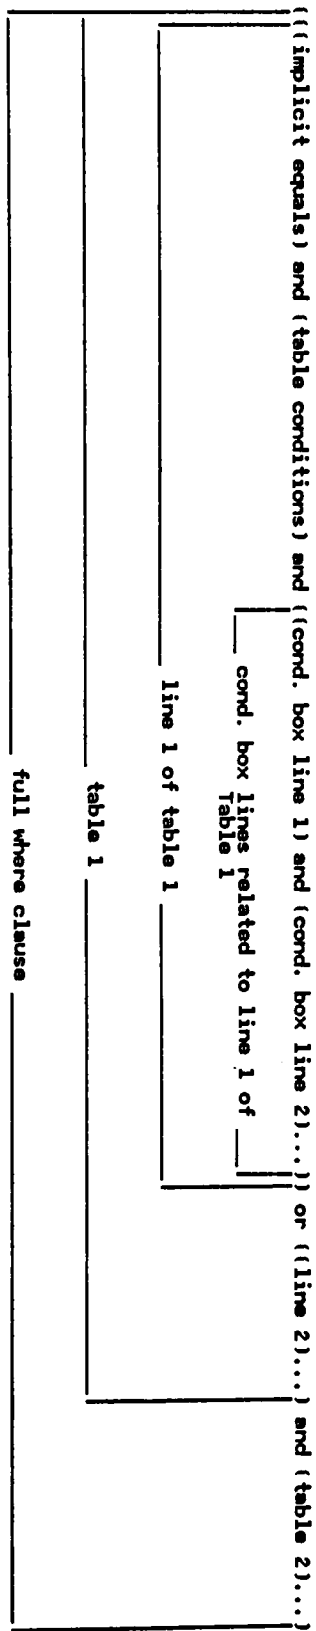 (((implicit equals) and (table conditions) and ((cond. box line 1) and (cond. box line 2)...)) or ((line 2)...) and (table 2)...)
cond. box lines related to line 1 of
Table 1
line 1 of table 1
table 1
full where clause